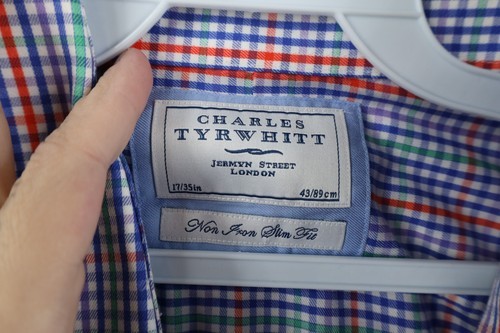 CHARLES
TYRWHITT
JERMYN STREET
LONDON
17/35in 43/89cm
Non Iron Slim Fit